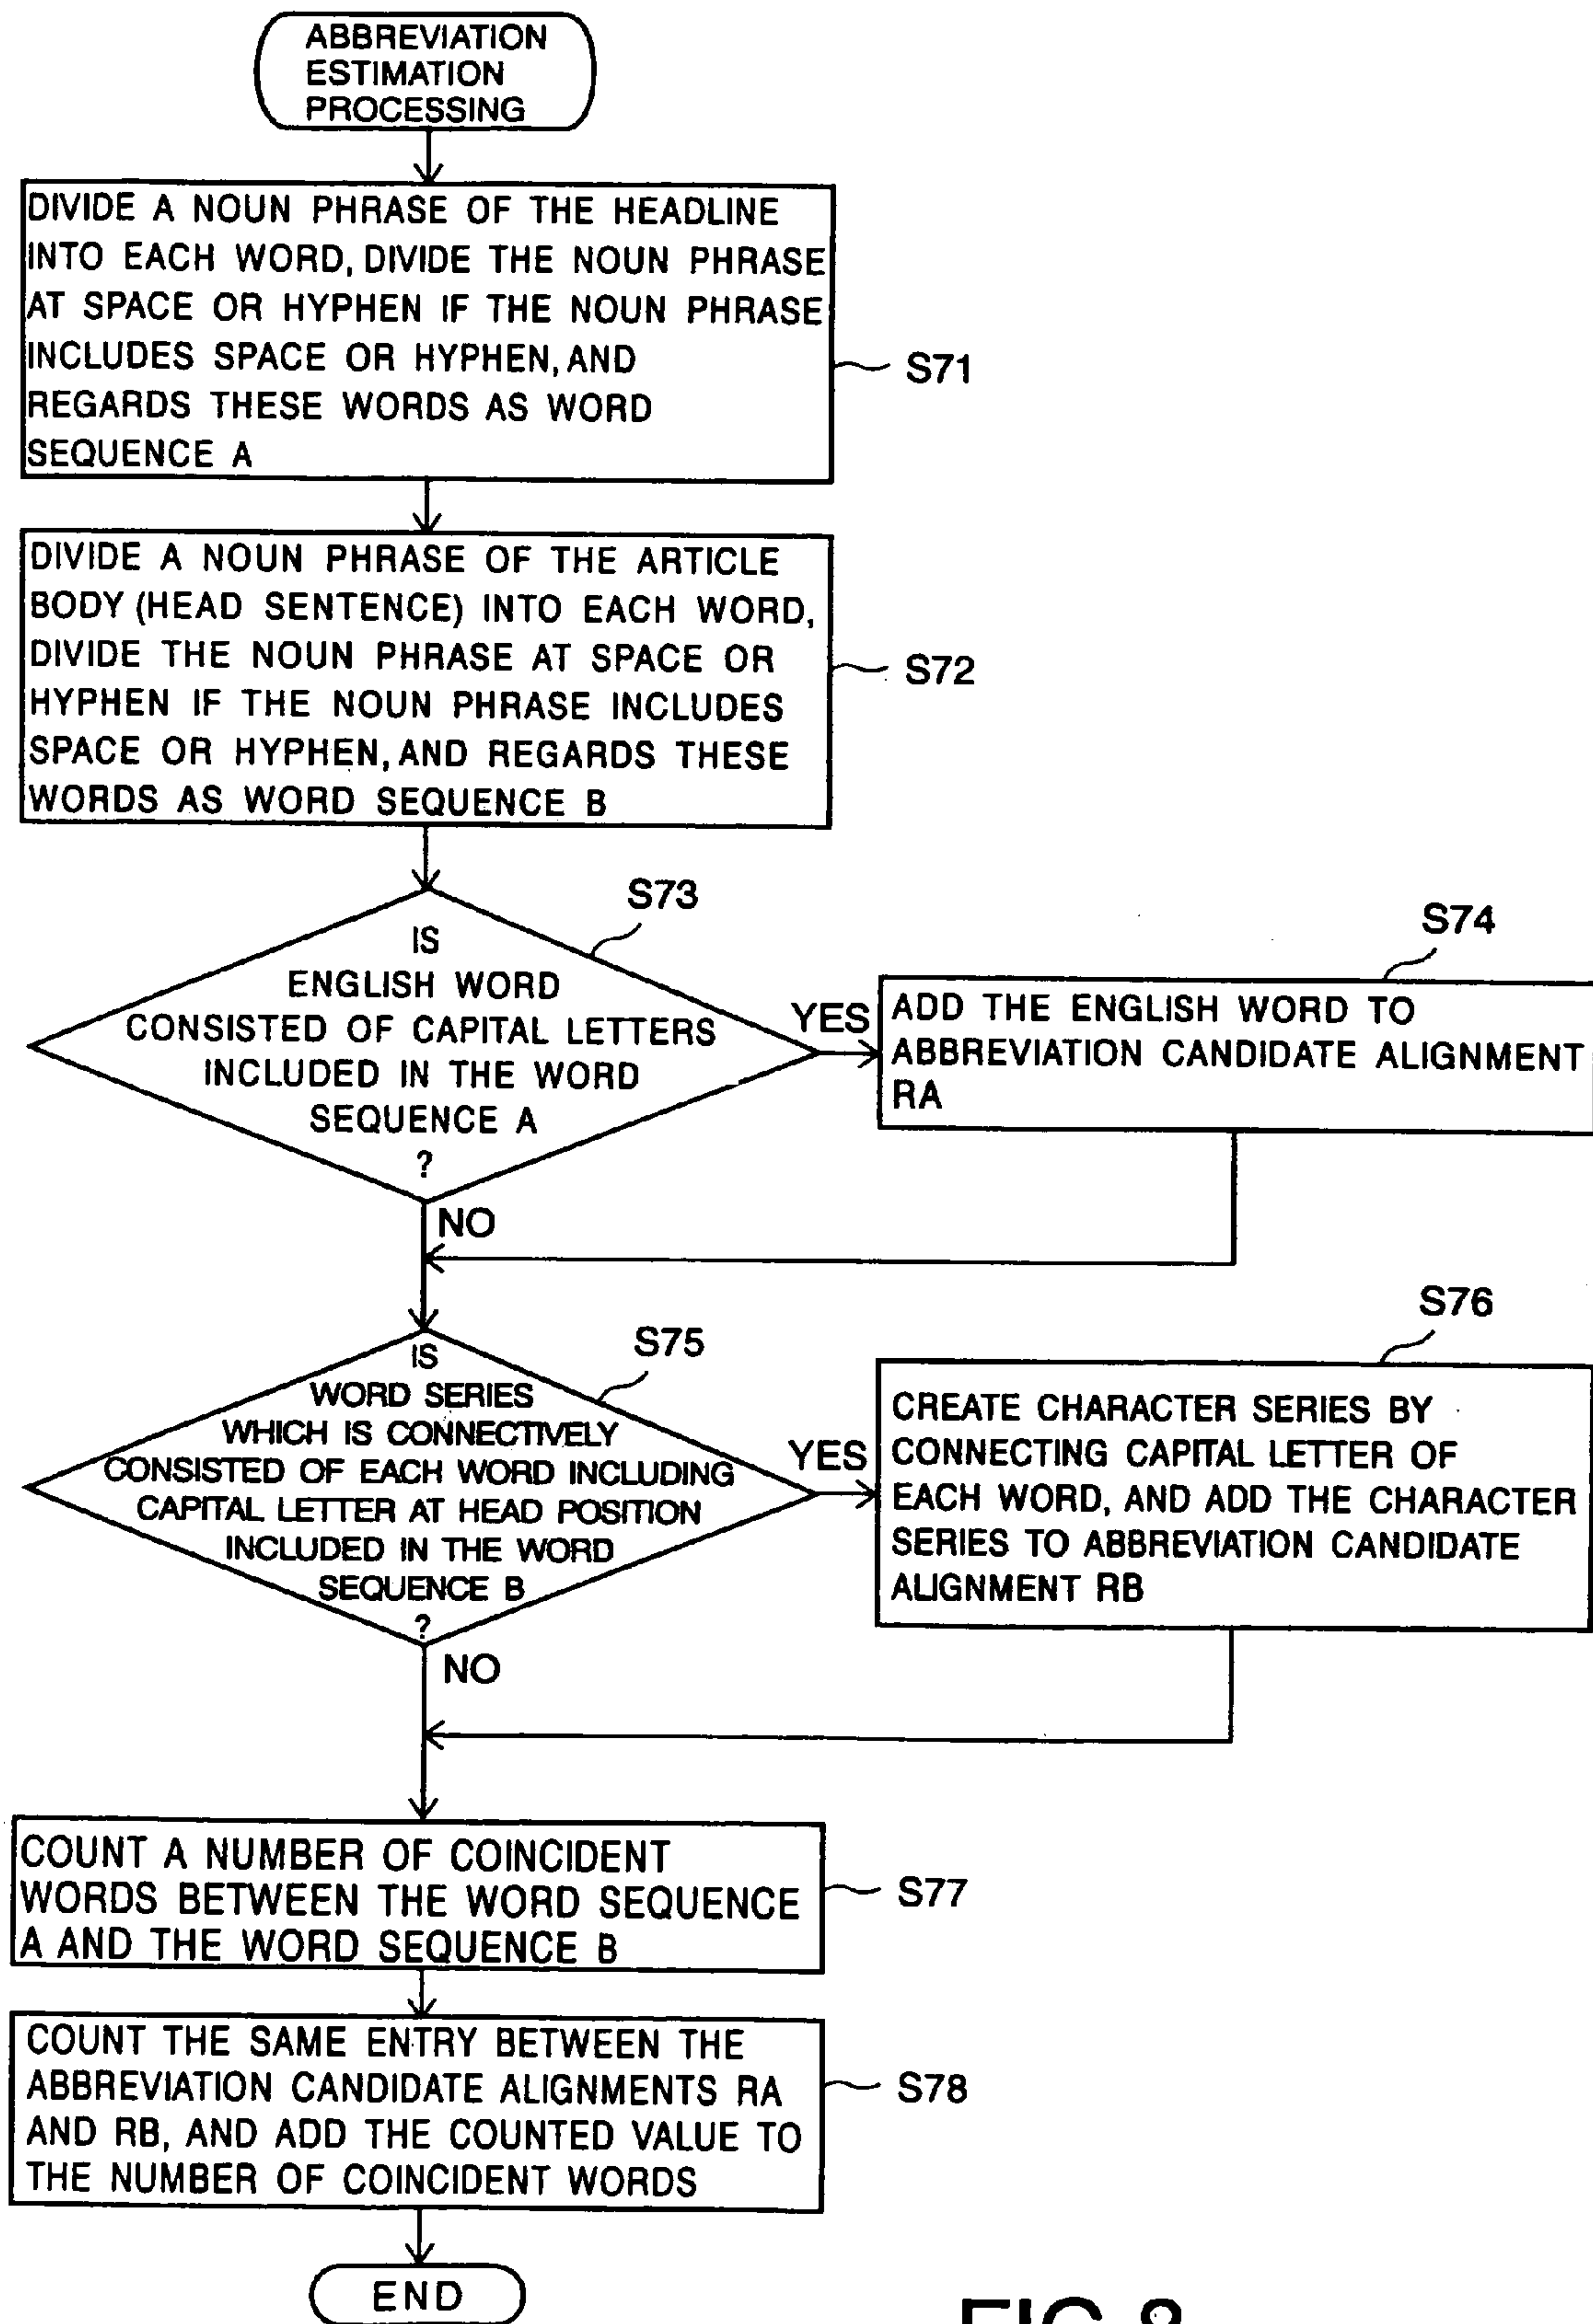 ABBREVIATION
ESTIMATION
PROCESSING
DIVIDE A NOUN PHRASE OF THE HEADLINE
INTO EACH WORD, DIVIDE THE NOUN PHRASE
AT SPACE OR HYPHEN IF THE NOUN PHRASE
INCLUDES SPACE OR HYPHEN, AND
REGARDS THESE WORDS AS WORD
SEQUENCE A
S71
DIVIDE A NOUN PHRASE OF THE ARTICLE
BODY (HEAD SENTENCE) INTO EACH WORD,
DIVIDE THE NOUN PHRASE AT SPACE OR
HYPHEN IF THE NOUN PHRASE INCLUDES
SPACE OR HYPHEN, AND REGARDS THESE
WORDS AS WORD SEQUENCE B
S72
S73
IS
ENGLISH WORD
CONSISTED OF CAPITAL LETTERS
INCLUDED IN THE WORD
SEQUENCE A
?
YES
NO
S74
ADD THE ENGLISH WORD TO
ABBREVIATION CANDIDATE ALIGNMENT
RA
S75
IS
WORD SERIES
WHICH IS CONNECTIVELY
CONSISTED OF EACH WORD INCLUDING
CAPITAL LETTER AT HEAD POSITION
INCLUDED IN THE WORD
SEQUENCE B
?
YES
NO
S76
CREATE CHARACTER SERIES BY
CONNECTING CAPITAL LETTER OF
EACH WORD, AND ADD THE CHARACTER
SERIES TO ABBREVIATION CANDIDATE
ALIGNMENT RB
COUNT A NUMBER OF COINCIDENT
WORDS BETWEEN THE WORD SEQUENCE
A AND THE WORD SEQUENCE B
S77
COUNT THE SAME ENTRY BETWEEN THE
ABBREVIATION CANDIDATE ALIGNMENTS RA
AND RB, AND ADD THE COUNTED VALUE TO
THE NUMBER OF COINCIDENT WORDS
S78
END
FIG.8